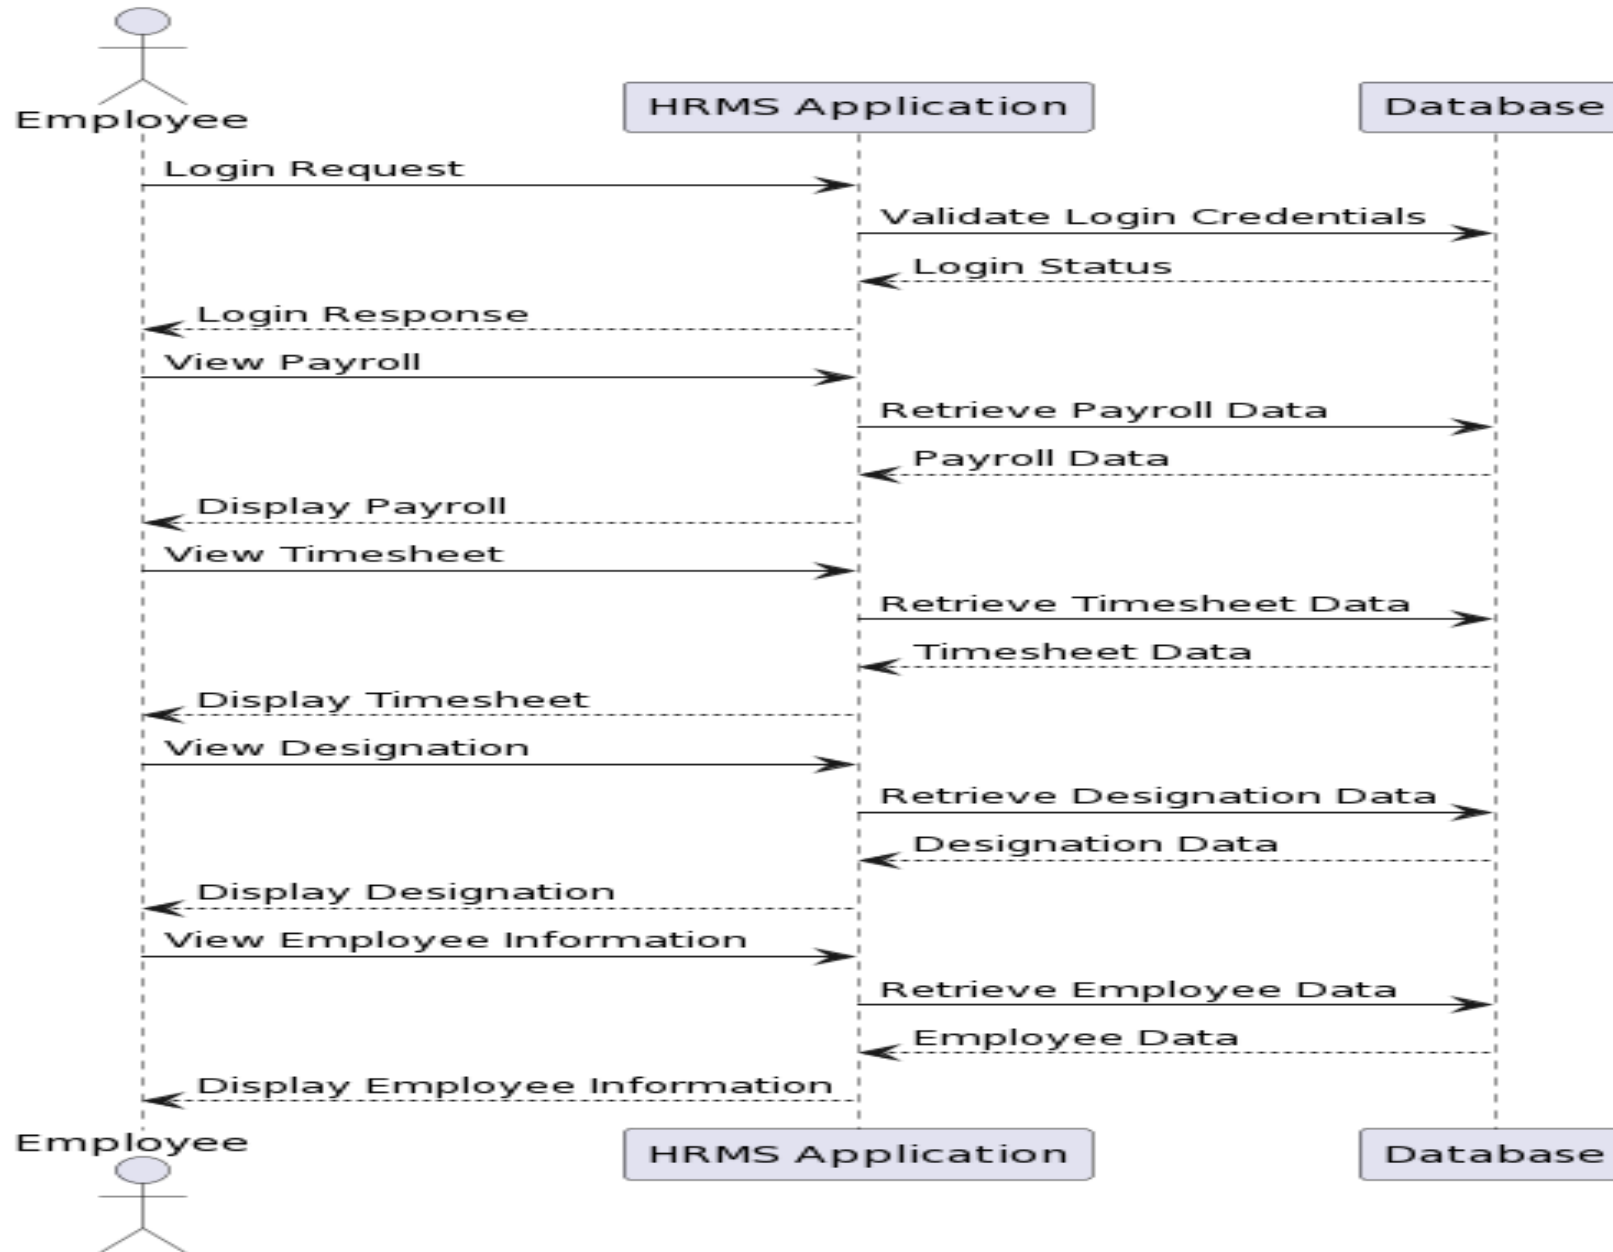 Employee
HRMS Application
Database
Login Request
Validate Login Credentials
Login Status
Login Response
View Payroll
Retrieve Payroll Data
Payroll Data
Display Payroll
View Timesheet
Retrieve Timesheet Data
Timesheet Data
Display Timesheet
View Designation
Retrieve Designation Data
Designation Data
Display Designation
View Employee Information
Retrieve Employee Data
Employee Data
Display Employee Information
Employee
HRMS Application
Database